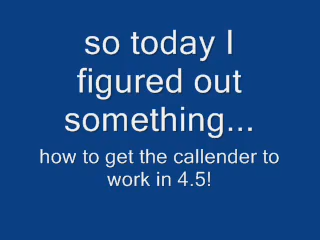 so today I
figured out
something...
how to get the callender to
work in 4.5!